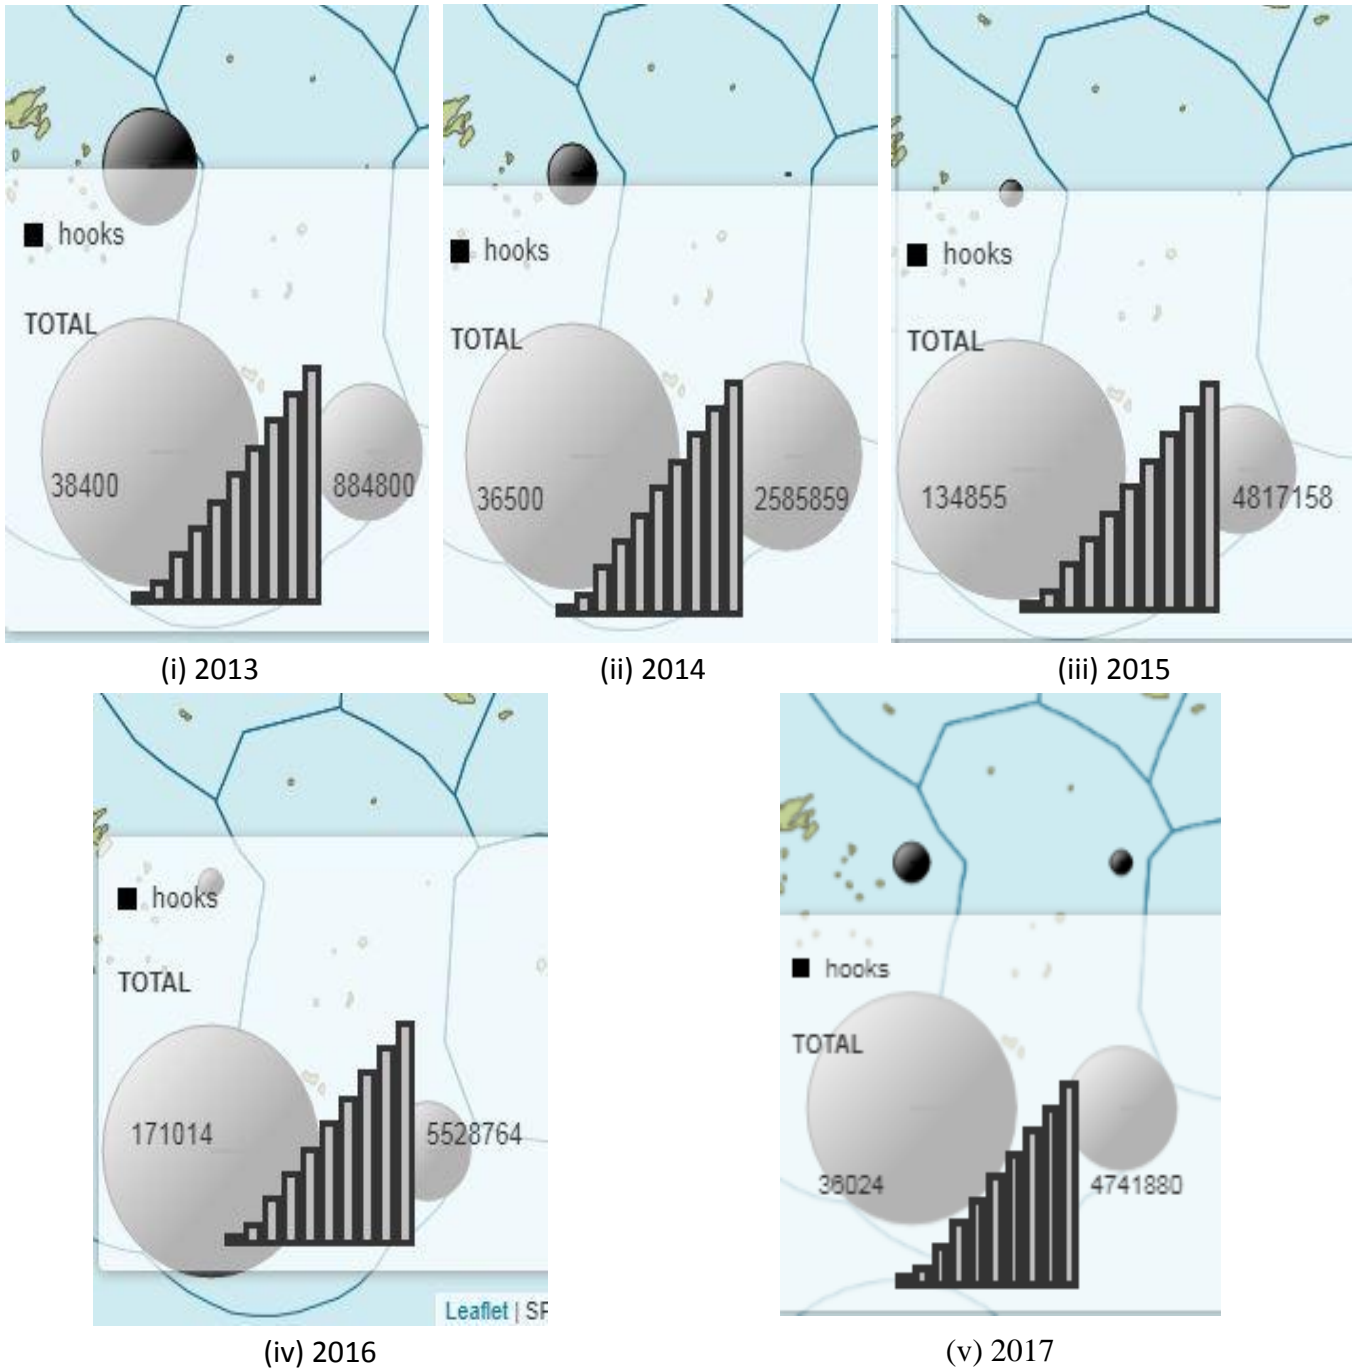 hooks
TOTAL
38400 884800
(i) 2013
hooks
TOTAL
36500 2585859
(ii) 2014
hooks
TOTAL
134855 4817158
(iii) 2015
hooks
TOTAL
171014 5528764
Leaflet | SP
(iv) 2016
hooks
TOTAL
36024 4741880
(v) 2017